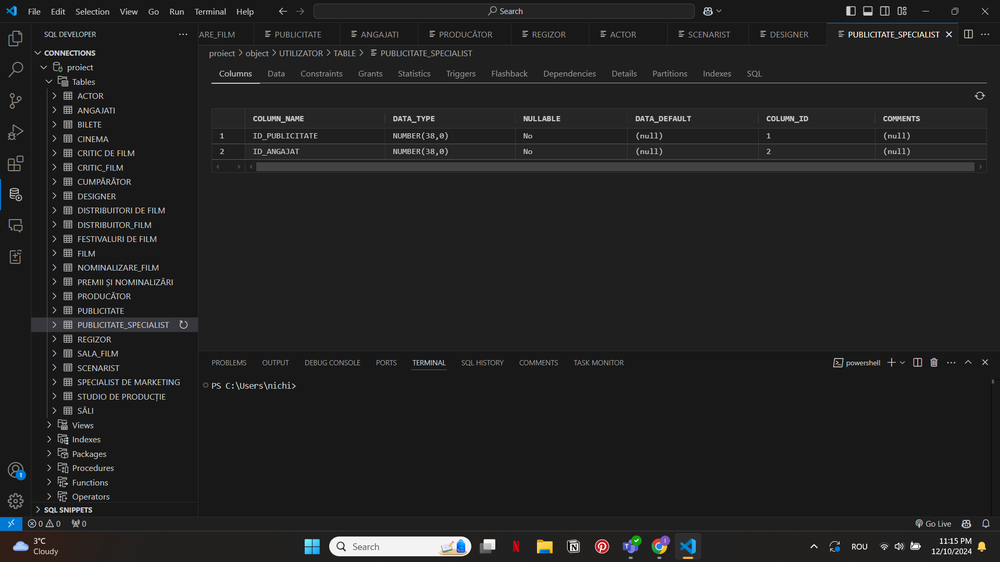 File Edit Selection View Go Run Terminal Help
Search
SQL DEVELOPER
CONNECTIONS
proiect
Tables
ACTOR
ANGAJATI
BILETE
CINEMA
CRITIC DE FILM
CRITIC_FILM
CUMPĂRĂTOR
DESIGNER
DISTRIBUITORI DE FILM
DISTRIBUITOR_FILM
FESTIVALURI DE FILM
FILM
NOMINALIZARE_FILM
PREMII ȘI NOMINALIZĂRI
PRODUCĂTOR
PUBLICITATE
PUBLICITATE_SPECIALIST
REGIZOR
SALA_FILM
SCENARIST
SPECIALIST DE MARKETING
STUDIO DE PRODUCȚIE
SĂLI
Views
Indexes
Packages
Procedures
Functions
Operators
SQL SNIPPETS
ARE_FILM PUBLICITATE ANGAJATI PRODUCĂTOR REGIZOR ACTOR SCENARIST DESIGNER PUBLICITATE_SPECIALIST
proiect > object > UTILIZATOR > TABLE > PUBLICITATE_SPECIALIST
Columns Data Constraints Grants Statistics Triggers Flashback Dependencies Details Partitions Indexes SQL
COLUMN_NAME DATA_TYPE NULLABLE DATA_DEFAULT COLUMN_ID COMMENTS
1 ID_PUBLICITATE NUMBER(38,0) No (null) 1 (null)
2 ID_ANGAJAT NUMBER(38,0) No (null) 2 (null)
PROBLEMS OUTPUT DEBUG CONSOLE PORTS TERMINAL SQL HISTORY COMMENTS TASK MONITOR
powershell
PS C:\Users\nichi>
1
0 0 0
Go Live
3°C
Cloudy
Search
ROU
11:15 PM
12/10/2024